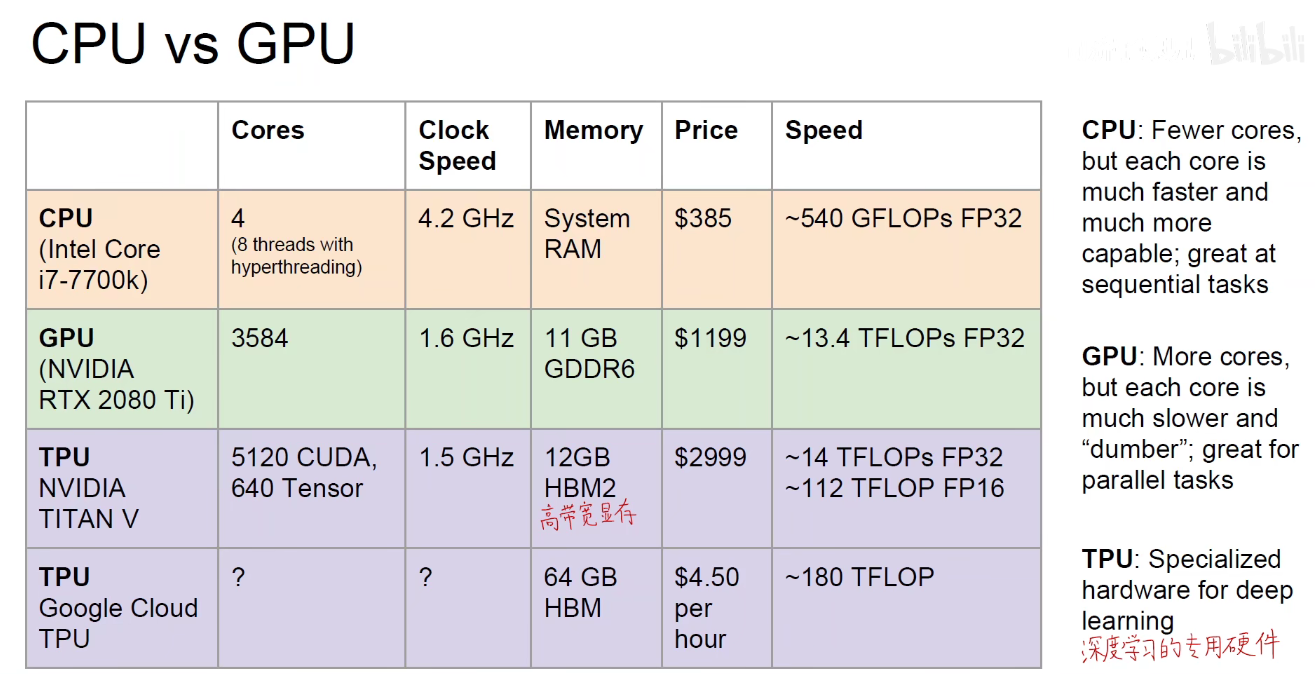 CPU vs GPU
bilibili
Cores
Clock
Speed
Memory
Price
Speed
CPU
(Intel Core
i7-7700k)
4
(8 threads with
hyperthreading)
4.2 GHz
System
RAM
$385
~540 GFLOPs FP32
GPU
(NVIDIA
RTX 2080 Ti)
3584
1.6 GHz
11 GB
GDDR6
$1199
~13.4 TFLOPs FP32
TPU
NVIDIA
TITAN V
5120 CUDA,
640 Tensor
1.5 GHz
12GB
HBM2
高带宽显存
$2999
~14 TFLOPs FP32
~112 TFLOP FP16
TPU
Google Cloud
TPU
?
?
64 GB
HBM
$4.50
per
hour
~180 TFLOP
CPU: Fewer cores,
but each core is
much faster and
much more
capable; great at
sequential tasks
GPU: More cores,
but each core is
much slower and
“dumber”; great for
parallel tasks
TPU: Specialized
hardware for deep
learning
深度学习的专用硬件